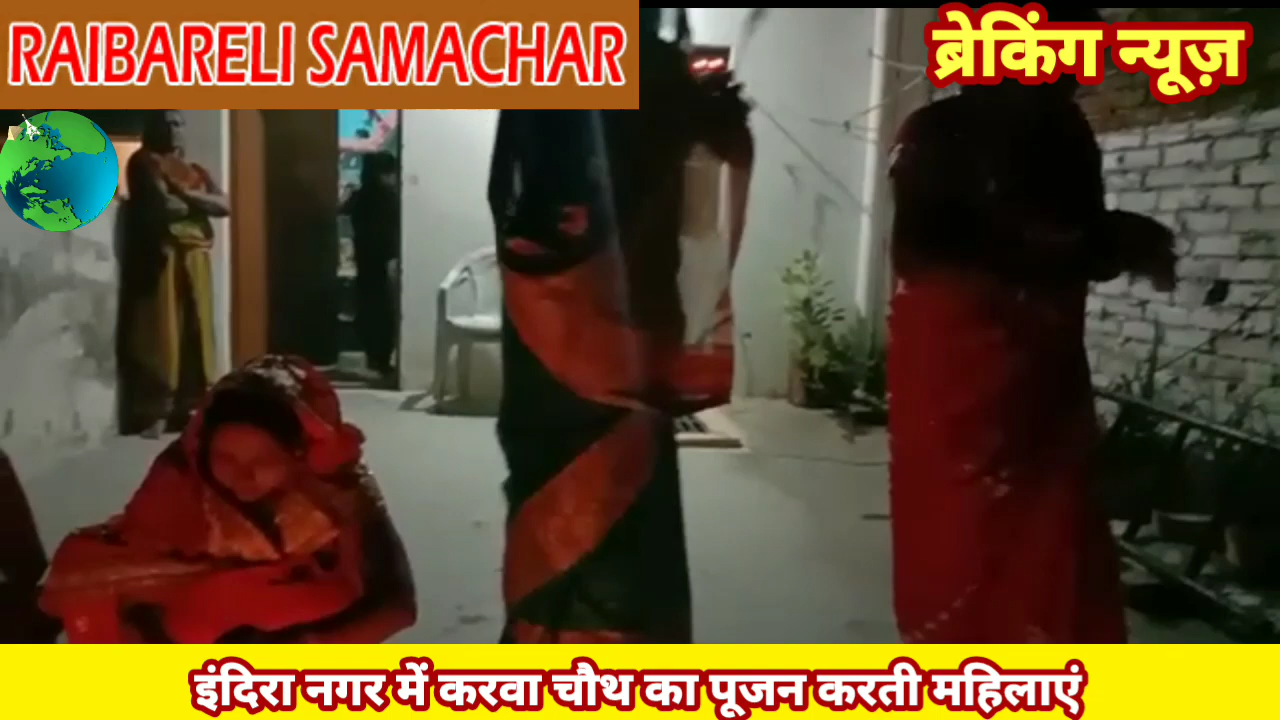 RAIBARELI SAMACHAR
ब्रेकिंग न्यूज़
इंदिरा नगर में करवा चौथ का पूजन करती महिलाएं